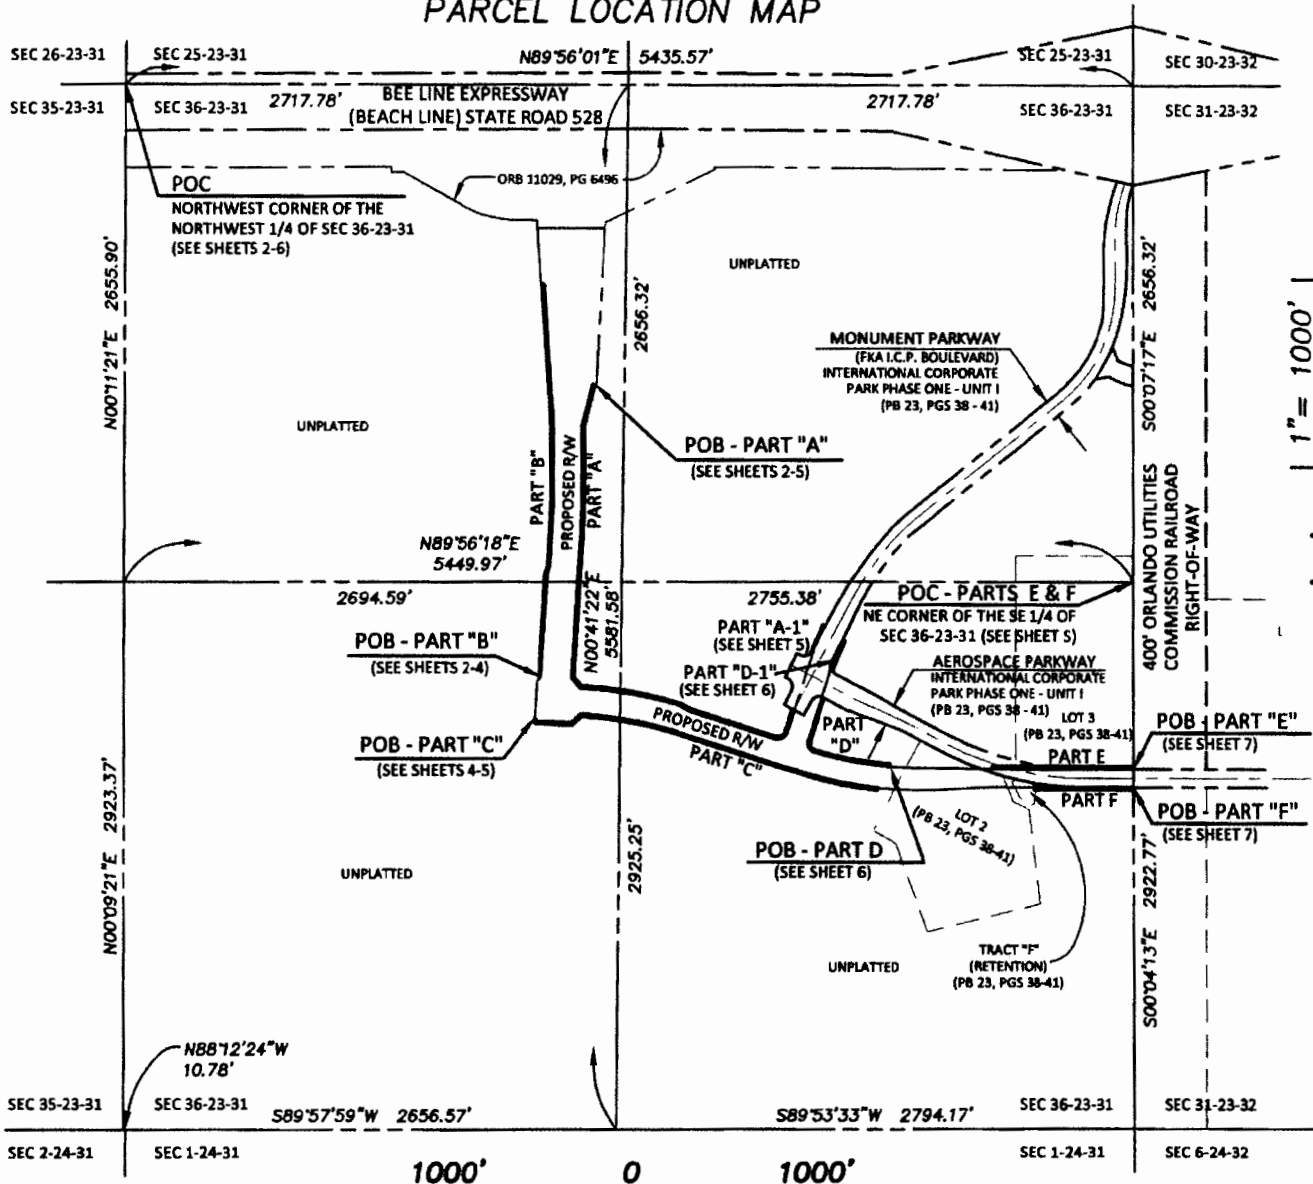 PARCEL LOCATION MAP
SEC 26-23-31
SEC 25-23-31
N89°56'01"E 5435.57'
SEC 25-23-31
SEC 30-23-32
SEC 35-23-31
SEC 36-23-31
2717.78'
BEE LINE EXPRESSWAY
(BEACH LINE) STATE ROAD 528
2717.78'
SEC 36-23-31
SEC 31-23-32
ORB 11029, PG 6496
POC
NORTHWEST CORNER OF THE
NORTHWEST 1/4 OF SEC 36-23-31
(SEE SHEETS 2-6)
N00°11'21"E 2655.90'
UNPLATTED
2656.32'
S00°07'17"E 2656.32'
1"= 1000'
MONUMENT PARKWAY
(FKA I.C.P. BOULEVARD)
INTERNATIONAL CORPORATE
PARK PHASE ONE - UNIT I
(PB 23, PGS 38 - 41)
UNPLATTED
POB - PART "A"
(SEE SHEETS 2-5)
PART "B"
PROPOSED R/W
PART "A"
400' ORLANDO UTILITIES
COMMISSION RAILROAD
RIGHT-OF-WAY
N89°56'18"E
5449.97'
2694.59'
N00°41'22"E
5581.58'
2755.38'
POC - PARTS E & F
NE CORNER OF THE SE 1/4 OF
SEC 36-23-31 (SEE SHEET S)
PART "A-1"
(SEE SHEET 5)
POB - PART "B"
(SEE SHEETS 2-4)
PART "D-1"
(SEE SHEET 6)
AEROSPACE PARKWAY
INTERNATIONAL CORPORATE
PARK PHASE ONE - UNIT I
(PB 23, PGS 38 - 41)
LOT 3
(PB 23, PGS 38-41)
PROPOSED R/W
PART "C"
PART
"D"
POB - PART "C"
(SEE SHEETS 4-5)
PART E
POB - PART "E"
(SEE SHEET 7)
PART F
POB - PART "F"
(SEE SHEET 7)
LOT 2
(PB 23, PGS 38-41)
POB - PART D
(SEE SHEET 6)
N00°09'21"E 2923.37'
UNPLATTED
2925.25'
S00°04'13"E 2922.77'
UNPLATTED
TRACT "F"
(RETENTION)
(PB 23, PGS 38-41)
N88°12'24"W
10.78'
SEC 35-23-31
SEC 36-23-31
S89°57'59"W 2656.57'
S89°53'33"W 2794.17'
SEC 36-23-31
SEC 31-23-32
SEC 2-24-31
SEC 1-24-31
SEC 1-24-31
SEC 6-24-32
1000' 0 1000'